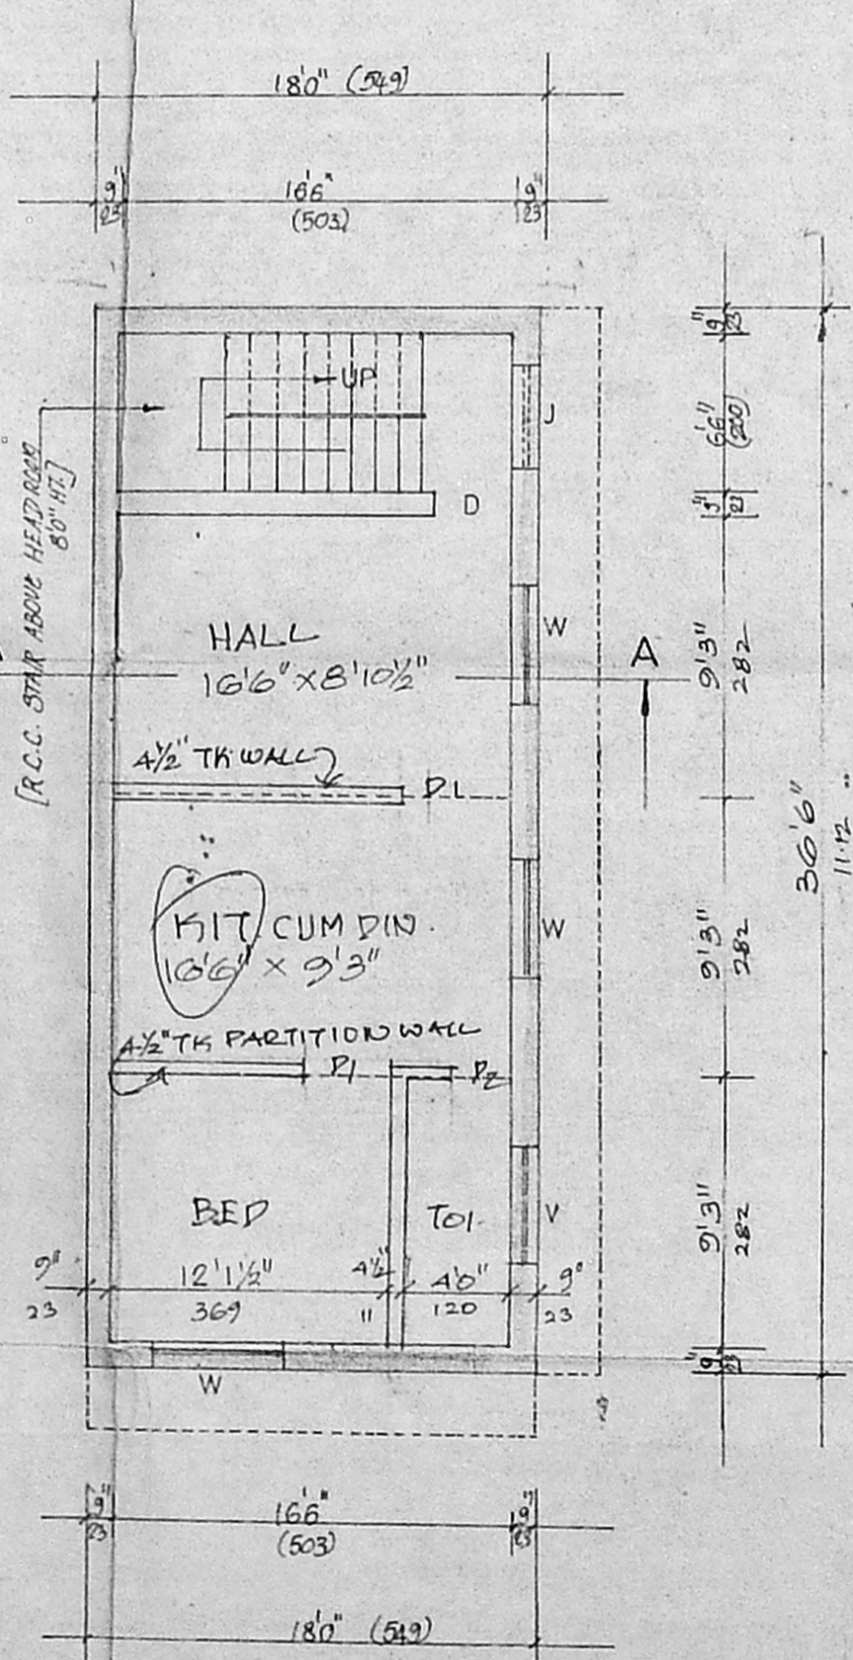 18'0" (549)
9" 16'6" 9"
23 (503) 23
9"
23
UP
J
6'6"
(200)
[R.C.C. STAIR ABOVE HEAD ROOM
8'0" HT.]
D
9"
23
HALL
16'6" X 8'10½"
W
A
9'3"
282
4½" TK WALL
D1
36'6"
11.12
KIT CUM DIN.
16'6" X 9'3"
W
9'3"
282
4½" TK PARTITION WALL
D1
D2
BED
TOI.
V
9'3"
282
9" 12'1½" 4½" 4'0" 9"
23 369 11 120 23
W
9"
23
9" 16'6" 9"
23 (503) 23
18'0" (549)